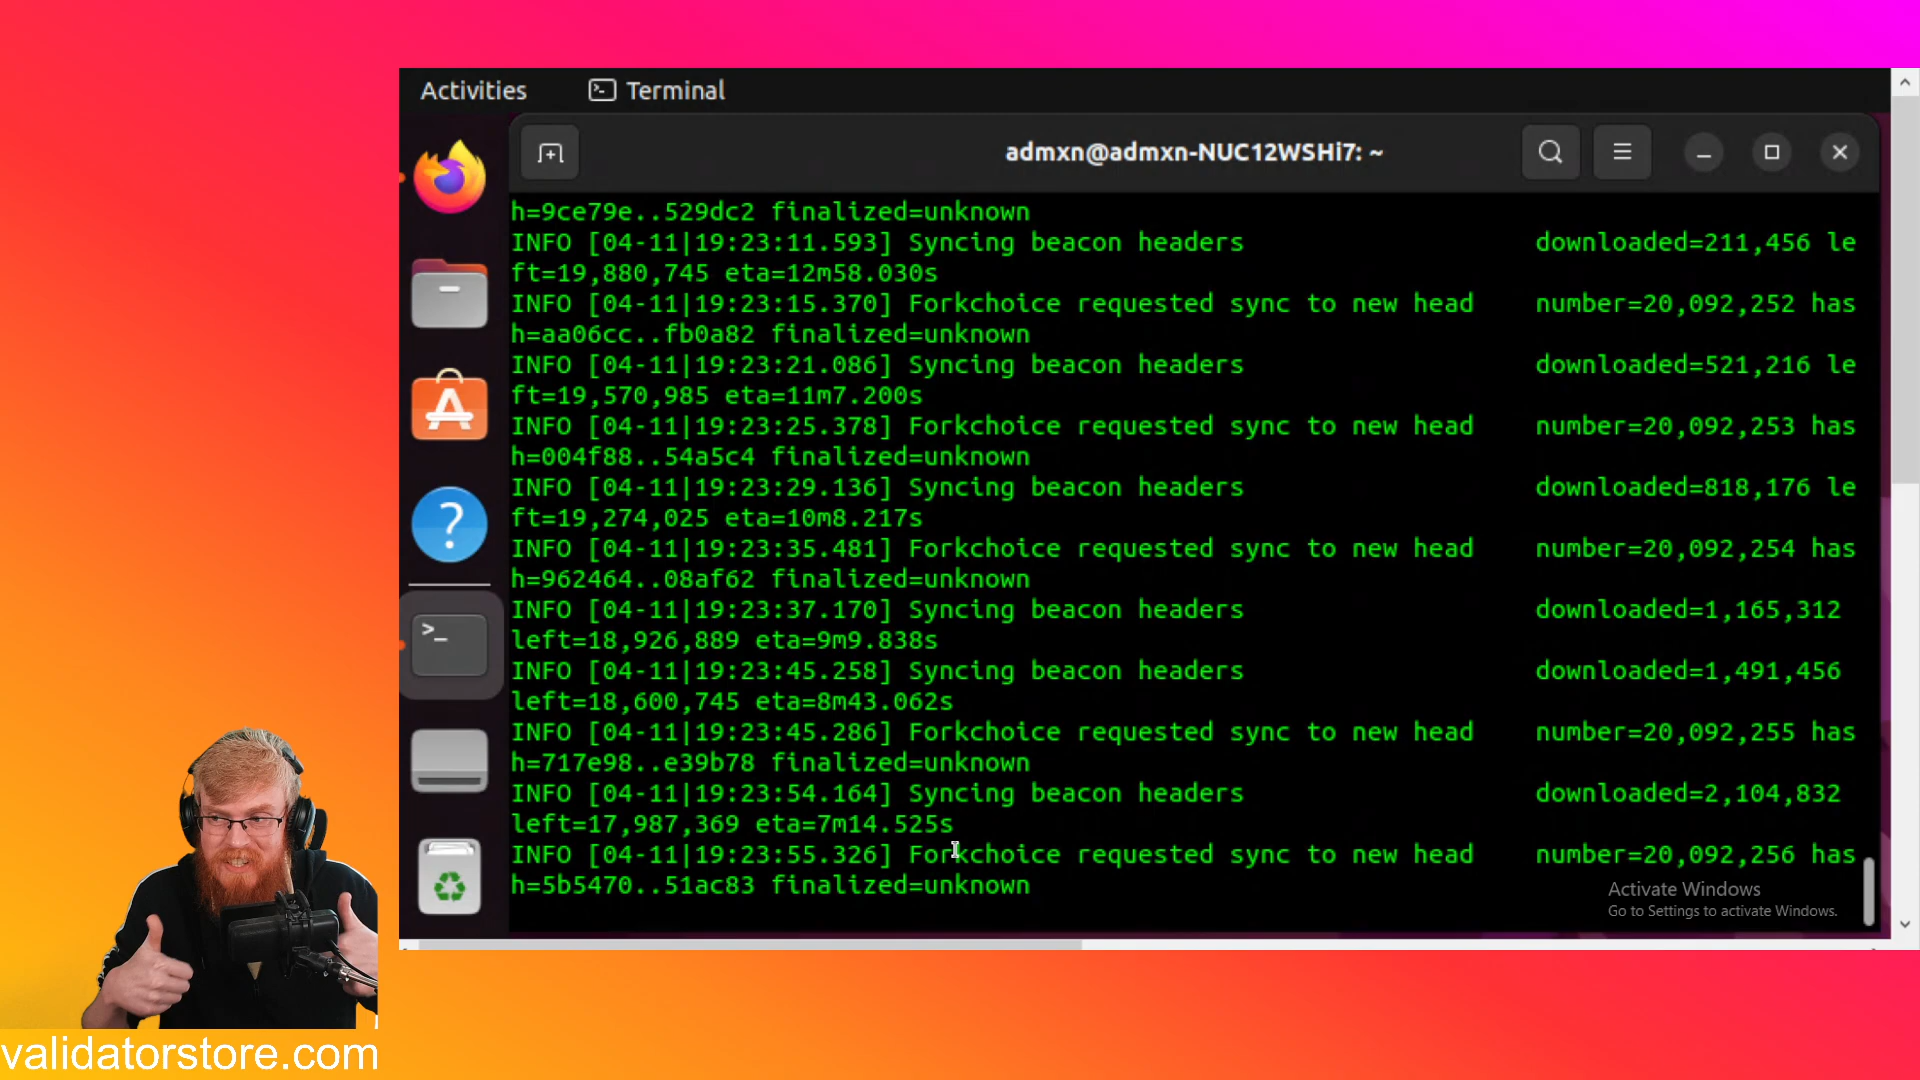 Activities
Terminal
admxn@admxn-NUC12WSHi7: ~
h=9ce79e..529dc2 finalized=unknown
INFO [04-11|19:23:11.593] Syncing beacon headers downloaded=211,456 le
ft=19,880,745 eta=12m58.030s
INFO [04-11|19:23:15.370] Forkchoice requested sync to new head number=20,092,252 has
h=aa06cc..fb0a82 finalized=unknown
INFO [04-11|19:23:21.086] Syncing beacon headers downloaded=521,216 le
ft=19,570,985 eta=11m7.200s
INFO [04-11|19:23:25.378] Forkchoice requested sync to new head number=20,092,253 has
h=004f88..54a5c4 finalized=unknown
INFO [04-11|19:23:29.136] Syncing beacon headers downloaded=818,176 le
ft=19,274,025 eta=10m8.217s
INFO [04-11|19:23:35.481] Forkchoice requested sync to new head number=20,092,254 has
h=962464..08af62 finalized=unknown
INFO [04-11|19:23:37.170] Syncing beacon headers downloaded=1,165,312
left=18,926,889 eta=9m9.838s
INFO [04-11|19:23:45.258] Syncing beacon headers downloaded=1,491,456
left=18,600,745 eta=8m43.062s
INFO [04-11|19:23:45.286] Forkchoice requested sync to new head number=20,092,255 has
h=717e98..e39b78 finalized=unknown
INFO [04-11|19:23:54.164] Syncing beacon headers downloaded=2,104,832
left=17,987,369 eta=7m14.525s
INFO [04-11|19:23:55.326] Forkchoice requested sync to new head number=20,092,256 has
h=5b5470..51ac83 finalized=unknown
Activate Windows
Go to Settings to activate Windows.
validatorstore.com